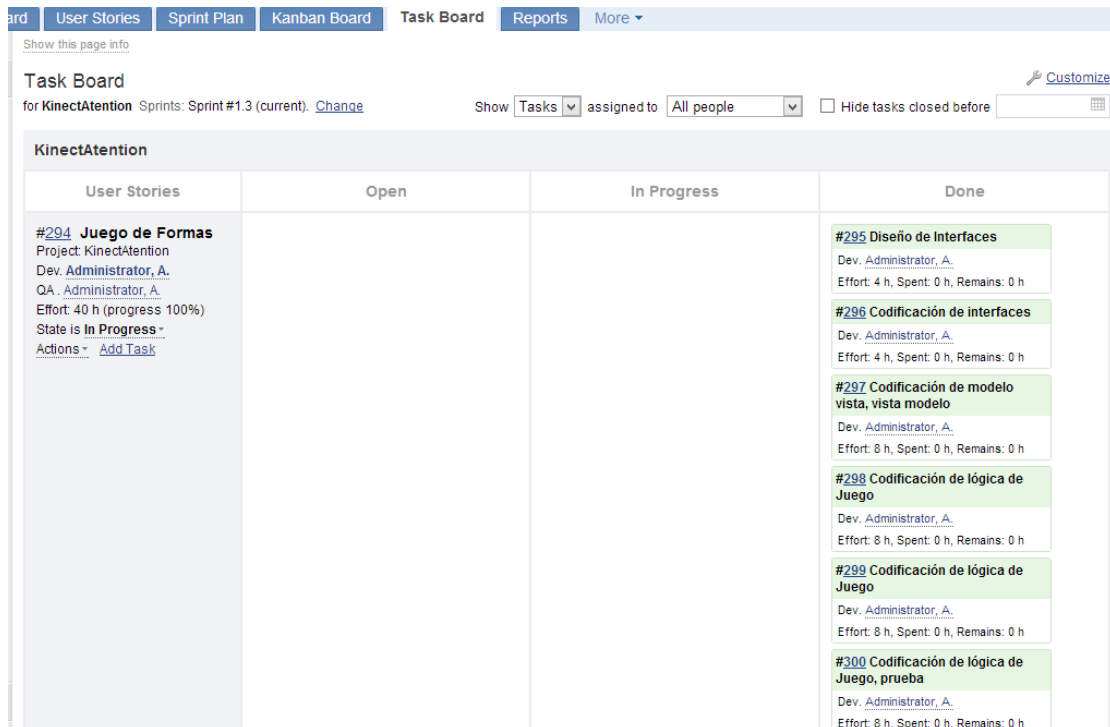 ard User Stories Sprint Plan Kanban Board Task Board Reports More
Show this page info
Task Board
Customize
for KinectAtention Sprints: Sprint #1.3 (current). Change
Show Tasks assigned to All people Hide tasks closed before
KinectAtention
User Stories Open In Progress Done
#294 Juego de Formas
Project: KinectAtention
Dev. Administrator, A.
QA . Administrator, A.
Effort: 40 h (progress 100%)
State is In Progress
Actions Add Task
#295 Diseño de Interfaces
Dev. Administrator, A.
Effort: 4 h, Spent: 0 h, Remains: 0 h
#296 Codificación de interfaces
Dev. Administrator, A.
Effort: 4 h, Spent: 0 h, Remains: 0 h
#297 Codificación de modelo
vista, vista modelo
Dev. Administrator, A.
Effort: 8 h, Spent: 0 h, Remains: 0 h
#298 Codificación de lógica de
Juego
Dev. Administrator, A.
Effort: 8 h, Spent: 0 h, Remains: 0 h
#299 Codificación de lógica de
Juego
Dev. Administrator, A.
Effort: 8 h, Spent: 0 h, Remains: 0 h
#300 Codificación de lógica de
Juego, prueba
Dev. Administrator, A.
Effort: 8 h, Spent: 0 h, Remains: 0 h